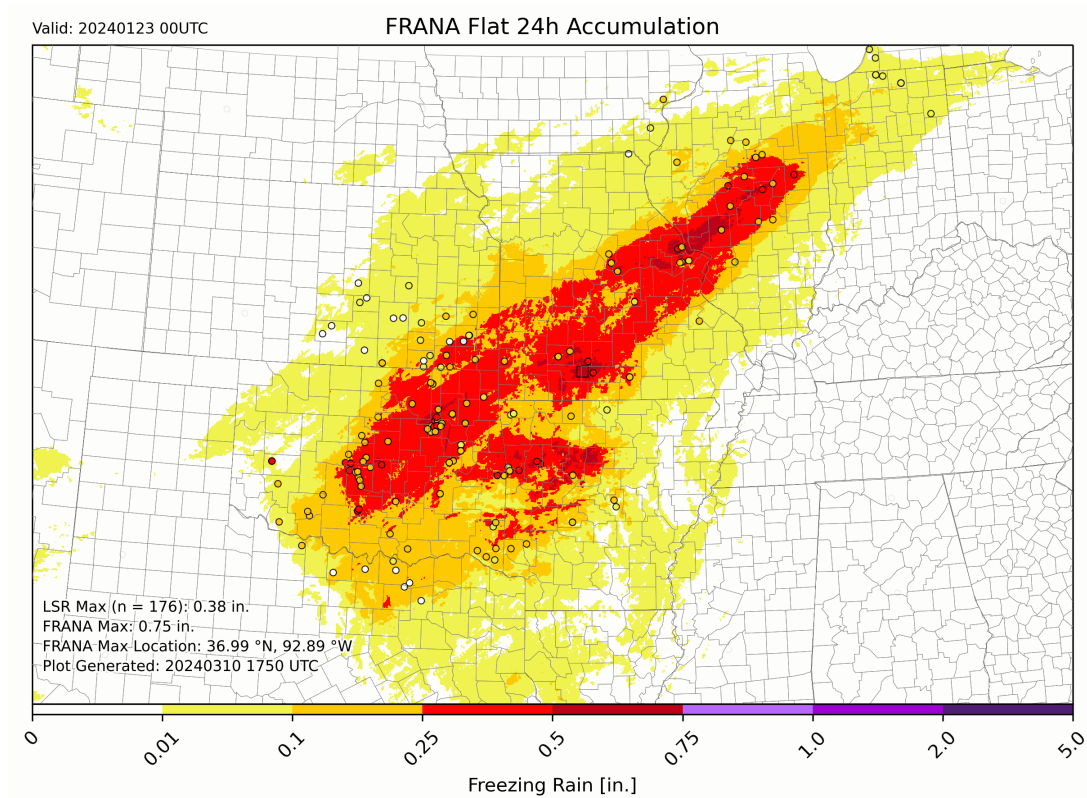 FRANA Flat 24h Accumulation
Valid: 20240123 00UTC
LSR Max (n = 176): 0.38 in.
FRANA Max: 0.75 in.
FRANA Max Location: 36.99 °N, 92.89 °W
Plot Generated: 20240310 1750 UTC
0 0.01 0.1 0.25 0.5 0.75 1.0 2.0 5.0
Freezing Rain [in.]